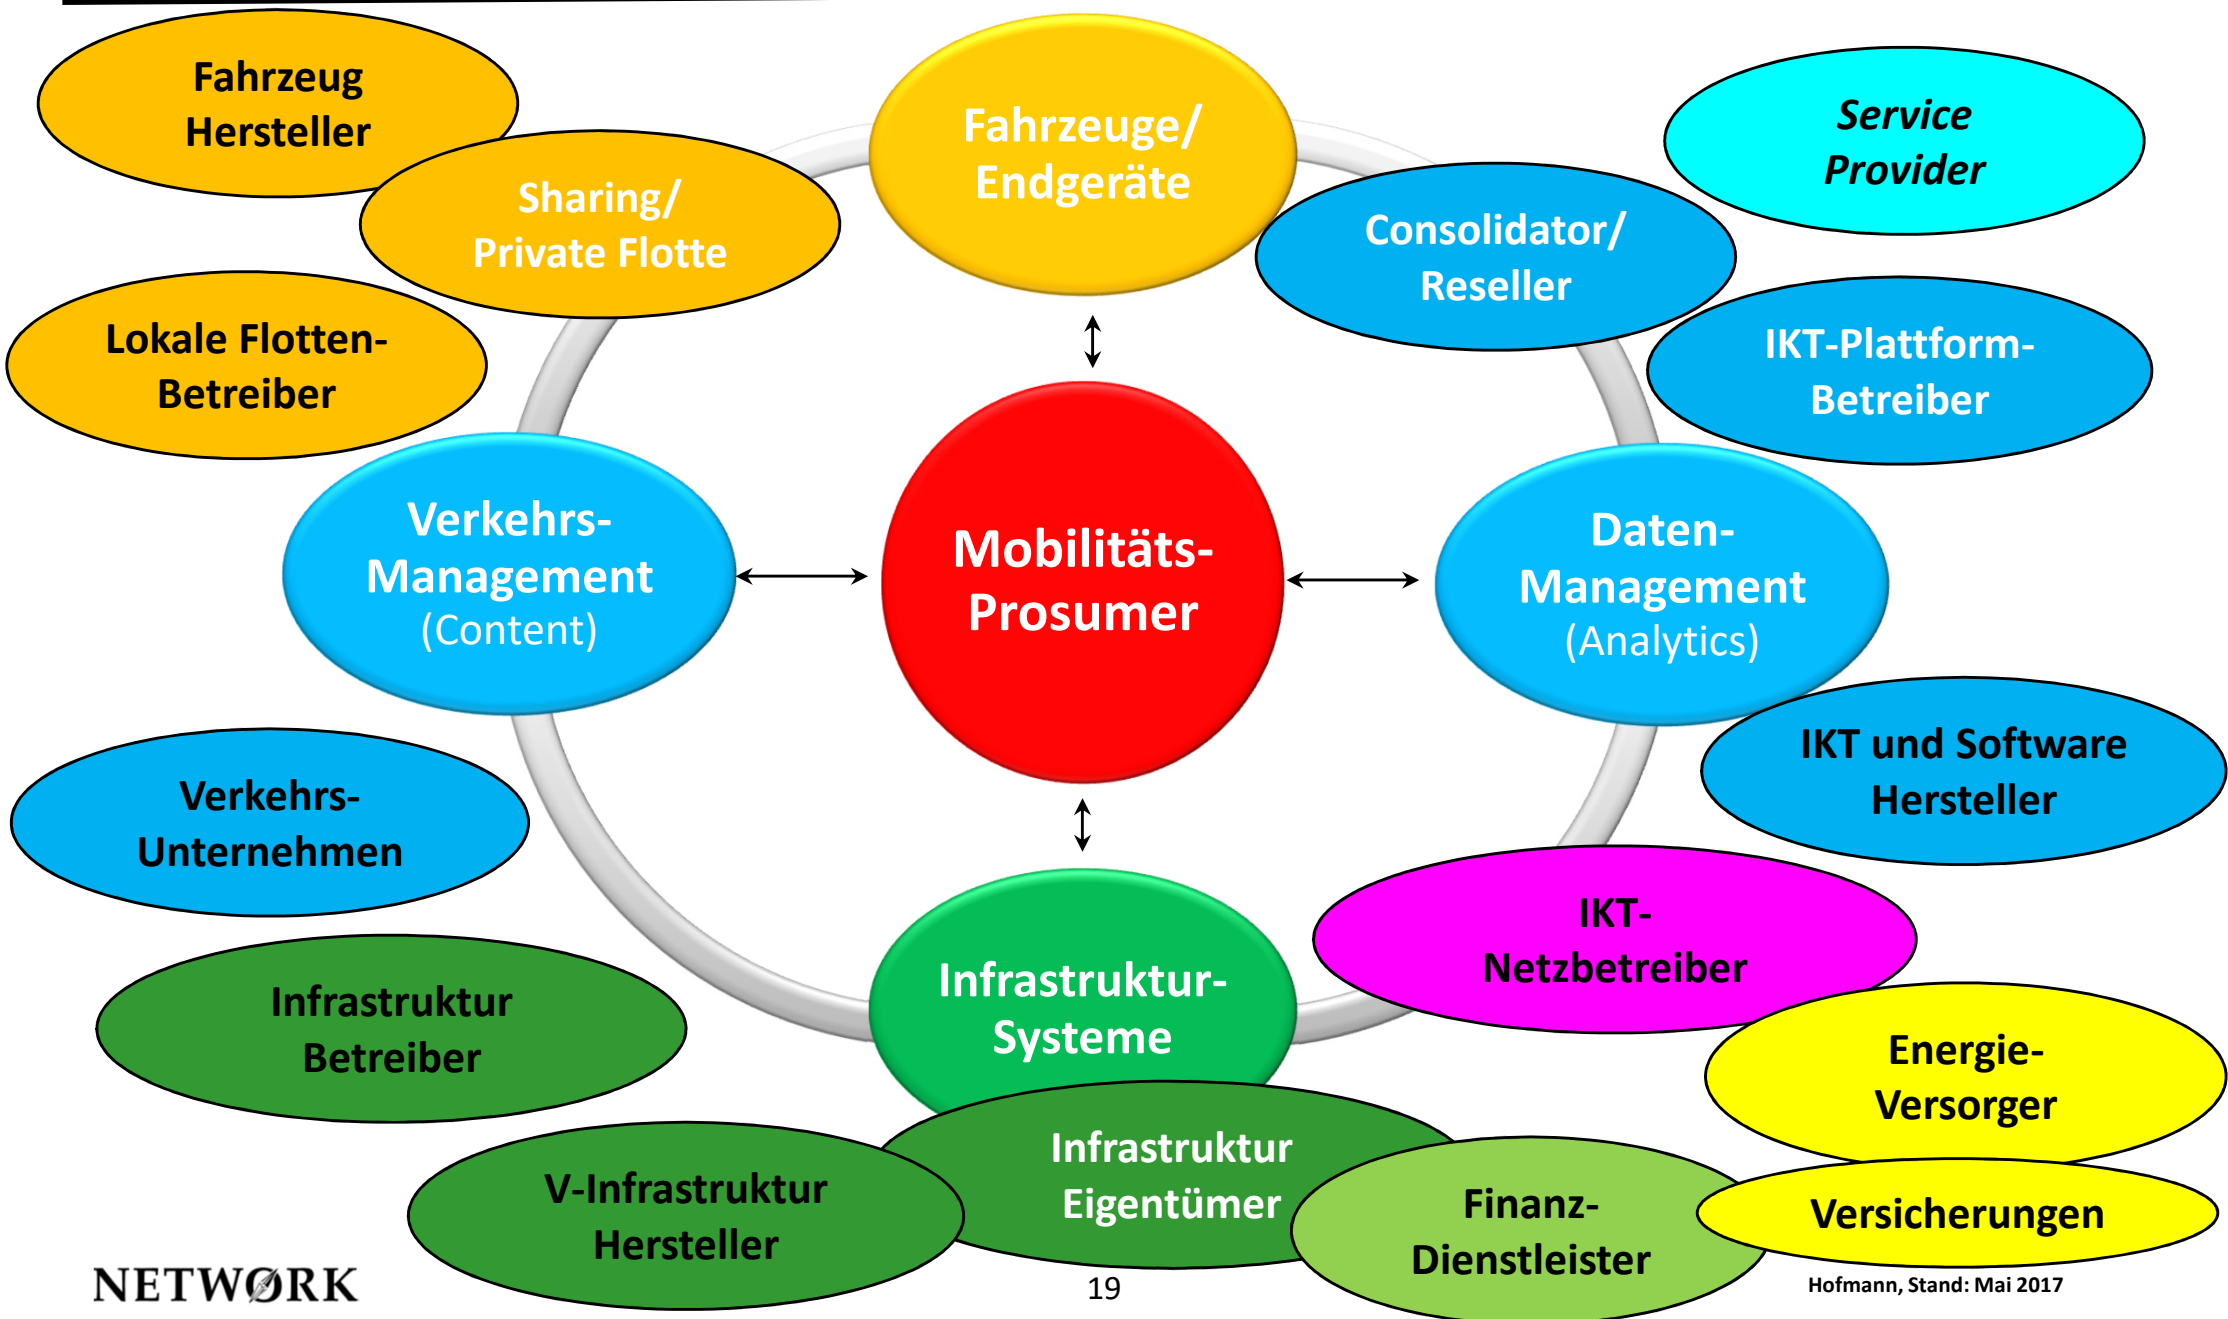 Fahrzeug
Hersteller
Sharing/
Private Flotte
Lokale Flotten-
Betreiber
Fahrzeuge/
Endgeräte
Consolidator/
Reseller
Service
Provider
IKT-Plattform-
Betreiber
Verkehrs-
Management
(Content)
Mobilitäts-
Prosumer
Daten-
Management
(Analytics)
IKT und Software
Hersteller
Verkehrs-
Unternehmen
IKT-
Netzbetreiber
Infrastruktur-
Systeme
Infrastruktur
Betreiber
Energie-
Versorger
Infrastruktur
Eigentümer
V-Infrastruktur
Hersteller
Finanz-
Dienstleister
Versicherungen
NETWØRK
19
Hofmann, Stand: Mai 2017